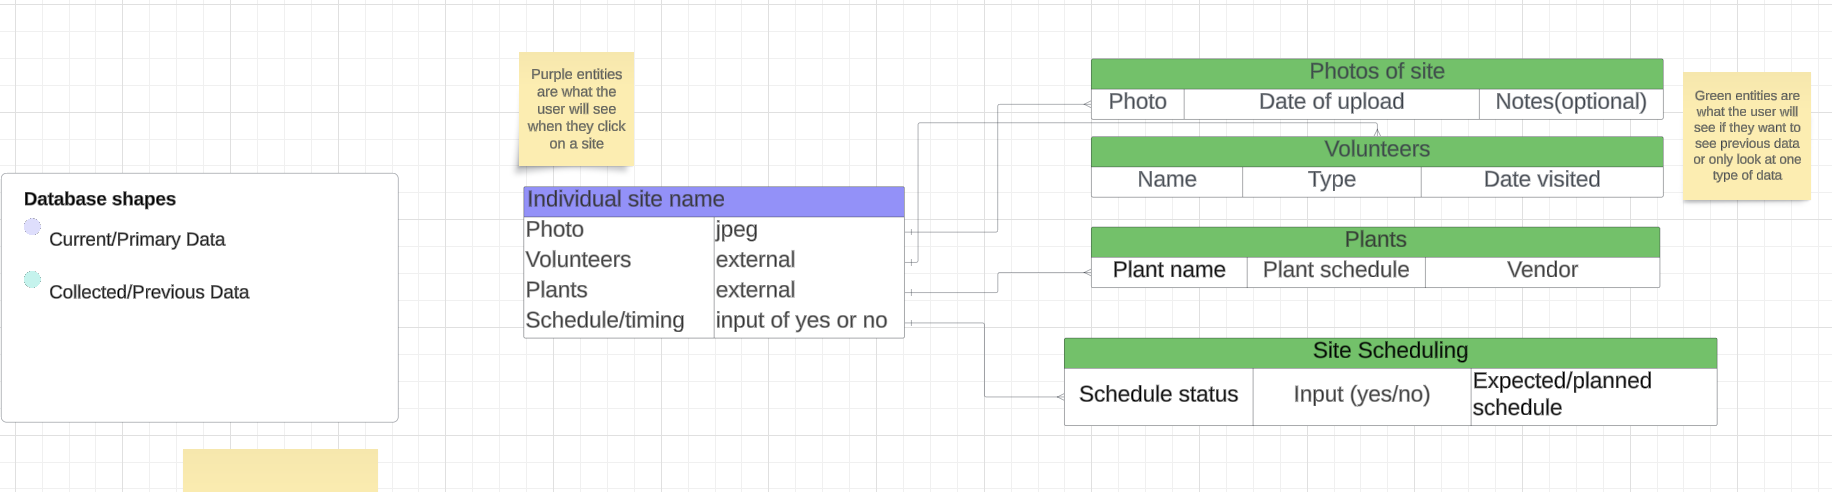 Purple entities
are what the
user will see
when they click
on a site
Database shapes
Current/Primary Data
Collected/Previous Data
Individual site name
Photo jpeg
Volunteers external
Plants external
Schedule/timing input of yes or no
Photos of site
Photo Date of upload Notes(optional)
Volunteers
Name Type Date visited
Plants
Plant name Plant schedule Vendor
Site Scheduling
Schedule status Input (yes/no) Expected/planned
schedule
Green entities are
what the user will
see if they want to
see previous data
or only look at one
type of data